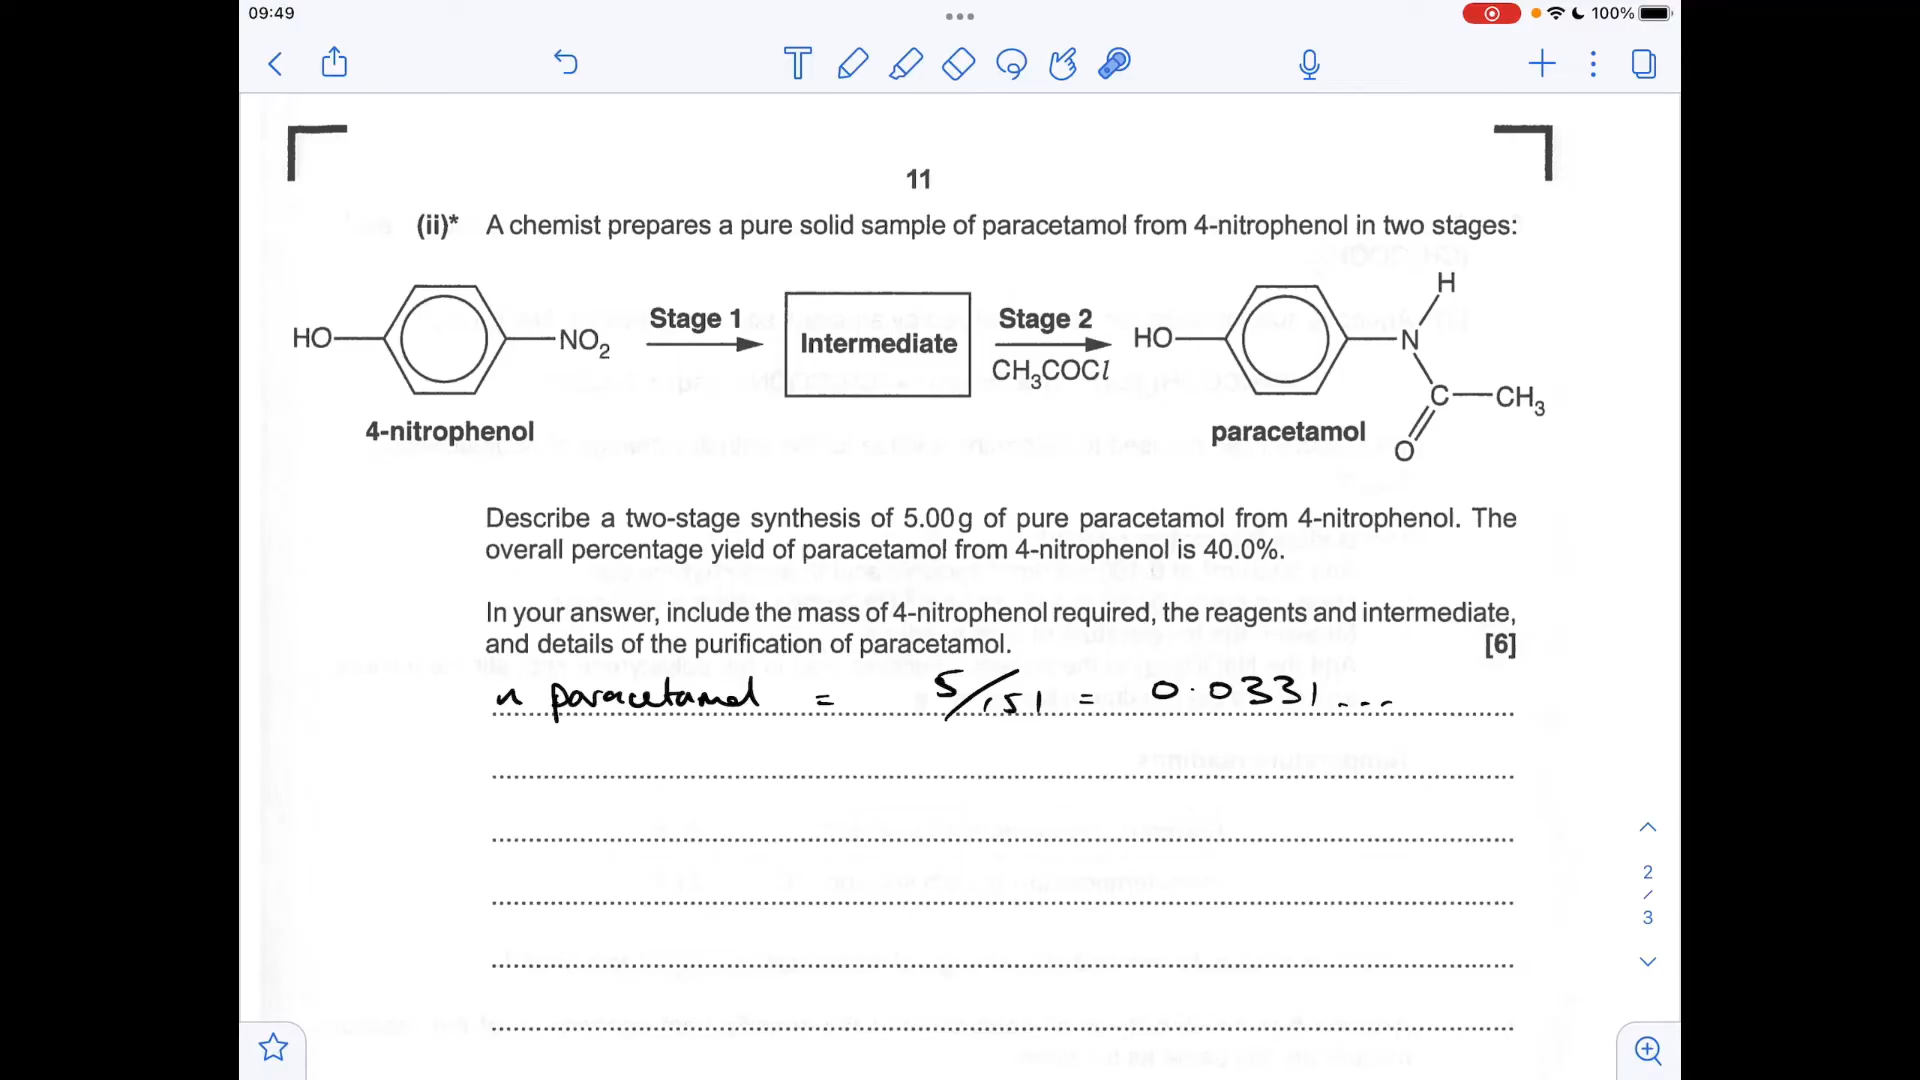 09:49
100%
11
(ii)* A chemist prepares a pure solid sample of paracetamol from 4-nitrophenol in two stages:
HO NO2
Stage 1
Intermediate
Stage 2
CH3COCl
HO N H C CH3 O
4-nitrophenol
paracetamol
Describe a two-stage synthesis of 5.00g of pure paracetamol from 4-nitrophenol. The
overall percentage yield of paracetamol from 4-nitrophenol is 40.0%.
In your answer, include the mass of 4-nitrophenol required, the reagents and intermediate,
and details of the purification of paracetamol. [6]
n paracetamol = 5/151 = 0.0331...
2
/
3